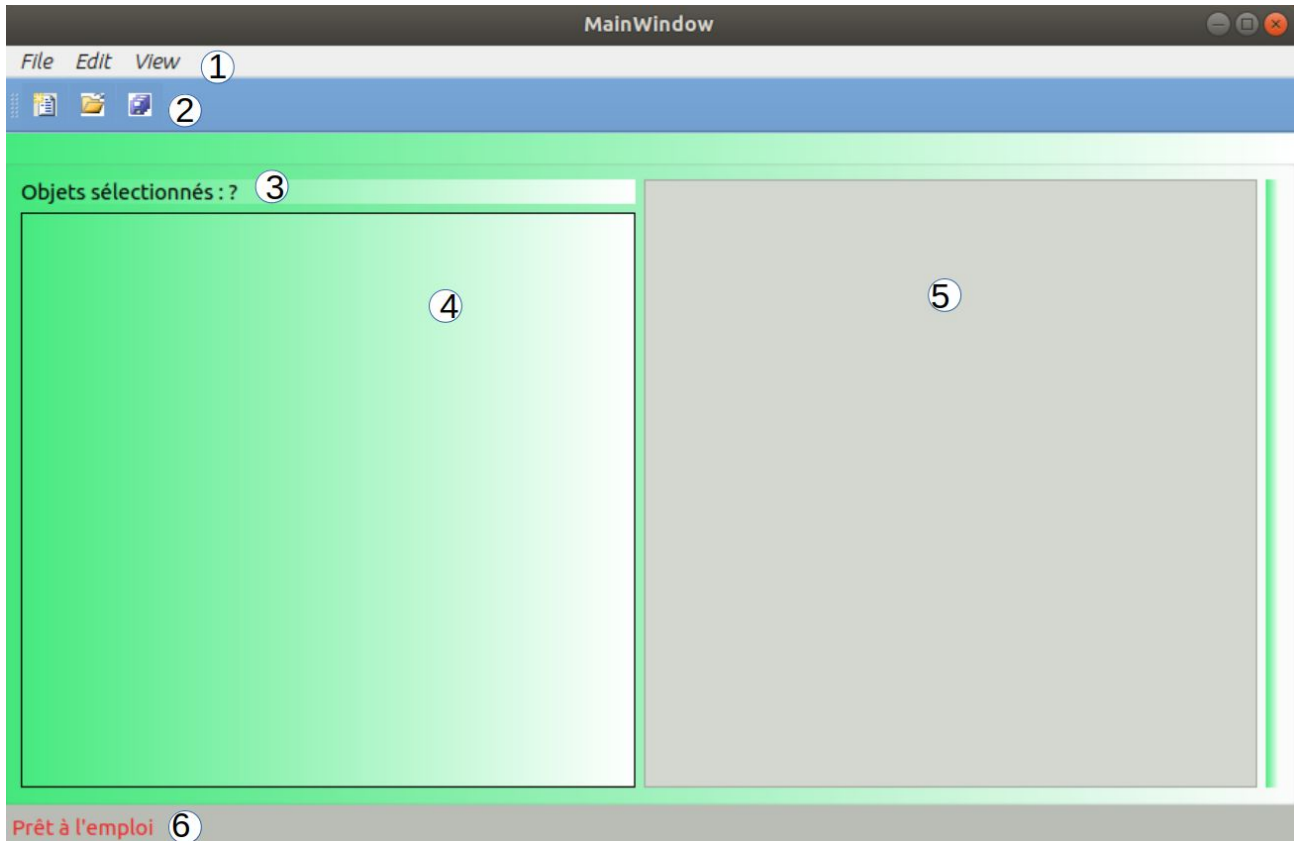 MainWindow
File Edit View 1
2
Objets sélectionnés : ? 3
4
5
Prêt à l'emploi 6